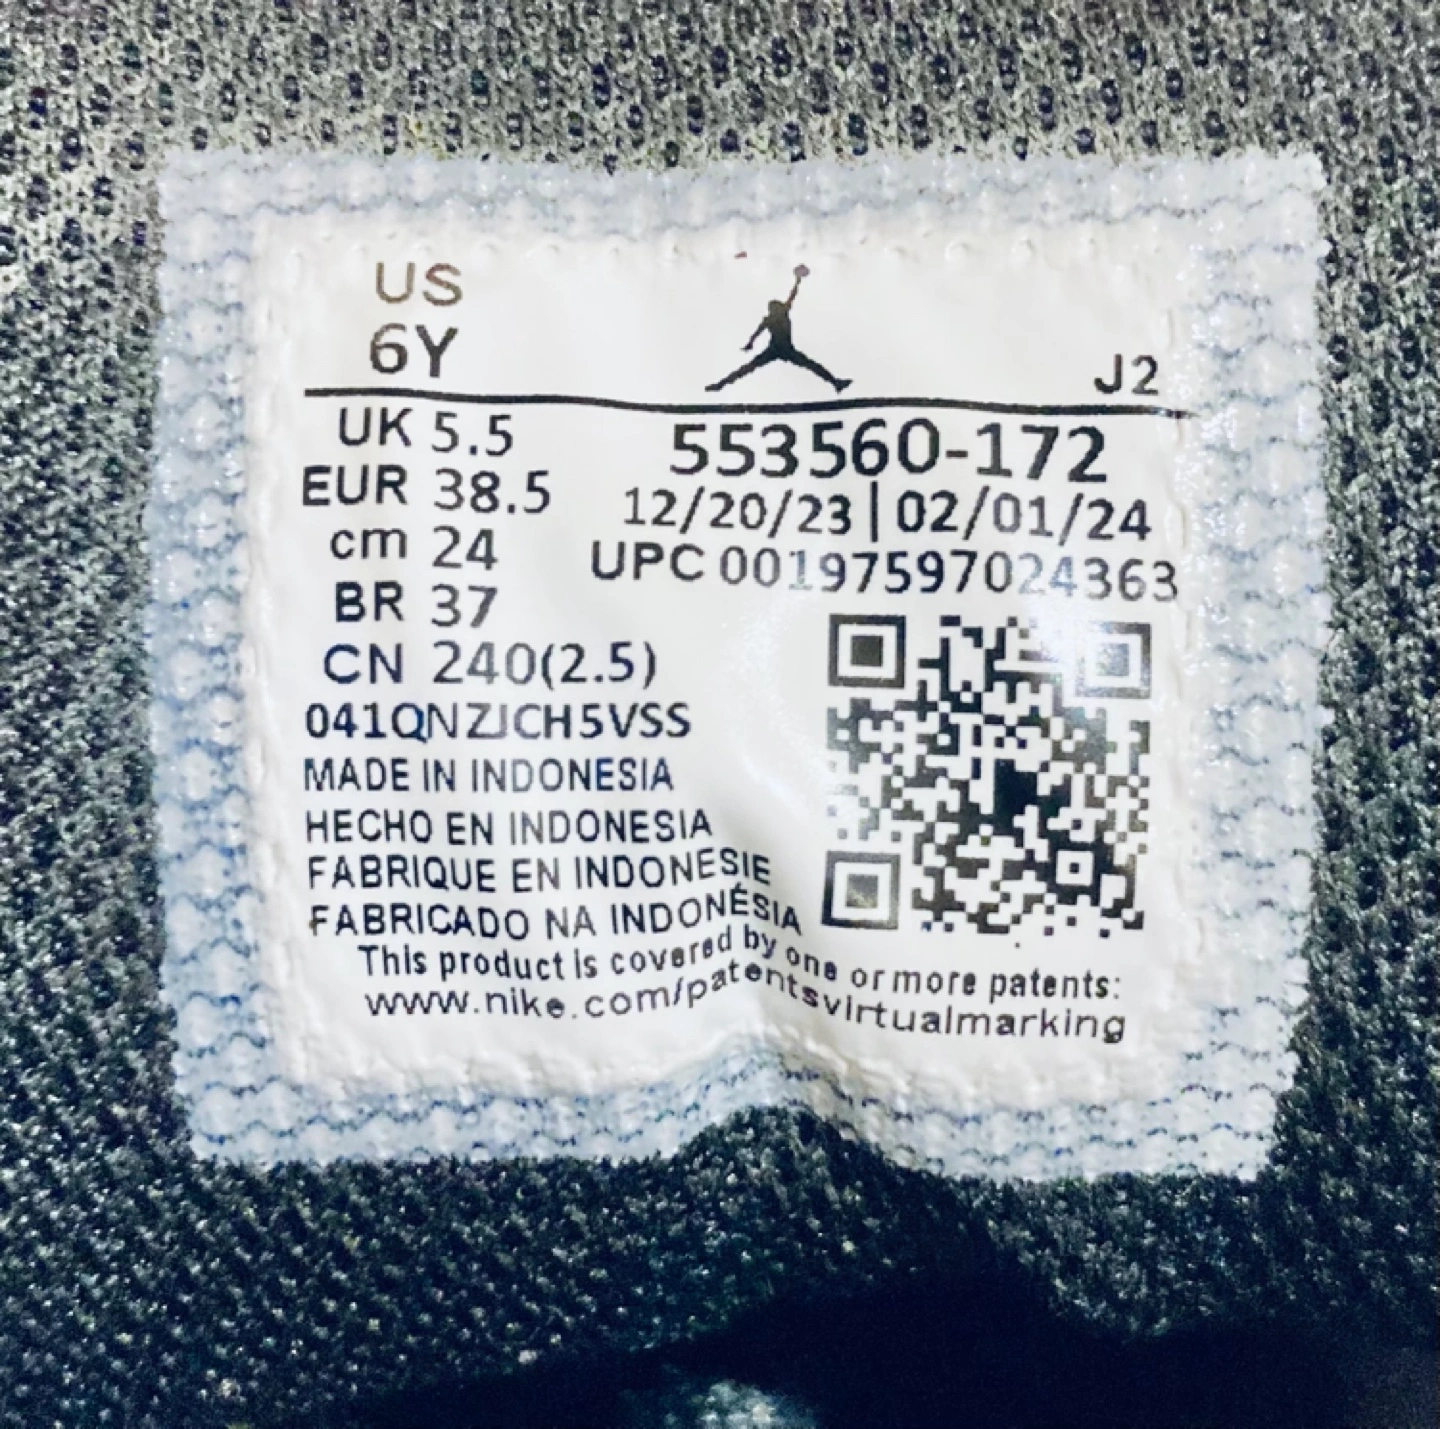 US
6Y
J2
UK 5.5
553560-172
EUR 38.5
12/20/23 | 02/01/24
cm 24
UPC 00197597024363
BR 37
CN 240(2.5)
041QNZJCH5VSS
MADE IN INDONESIA
HECHO EN INDONESIA
FABRIQUE EN INDONESIE
FABRICADO NA INDONÉSIA
This product is covered by one or more patents:
www.nike.com/patentsvirtualmarking